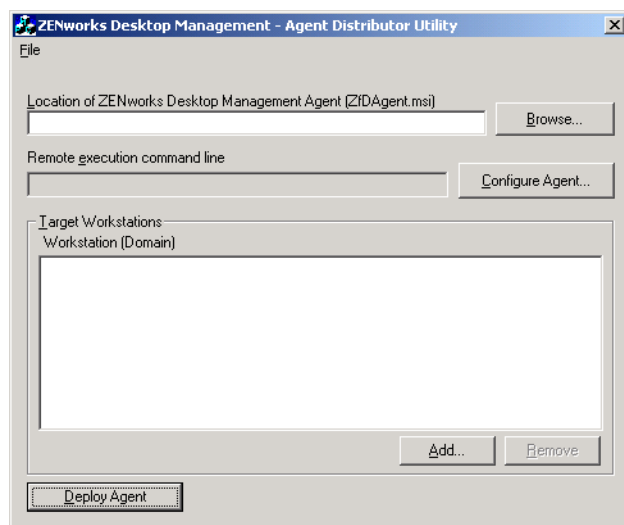 ZENworks Desktop Management - Agent Distributor Utility
File
Location of ZENworks Desktop Management Agent (ZfDAgent.msi)
Browse...
Remote execution command line
Configure Agent...
Target Workstations
Workstation (Domain)
Add...
Remove
Deploy Agent